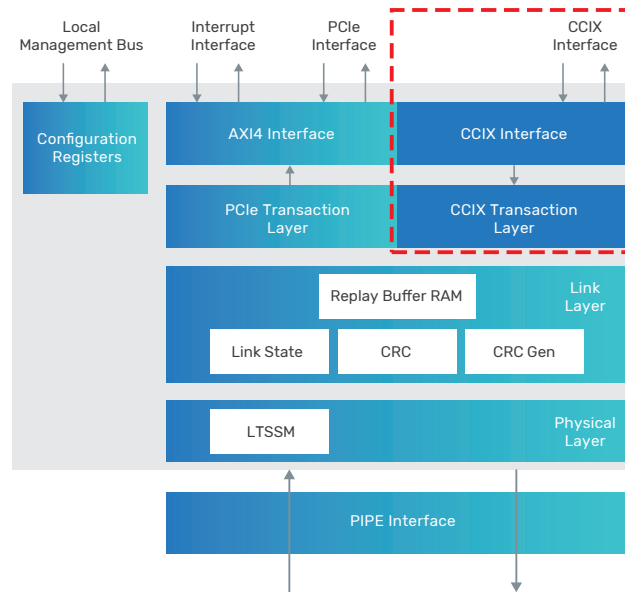 Local
Management Bus
Interrupt
Interface
PCIe
Interface
CCIX
Interface
Configuration
Registers
AXI4 Interface
CCIX Interface
PCIe Transaction
Layer
CCIX Transaction
Layer
Link
Layer
Replay Buffer RAM
Link State
CRC
CRC Gen
Physical
Layer
LTSSM
PIPE Interface